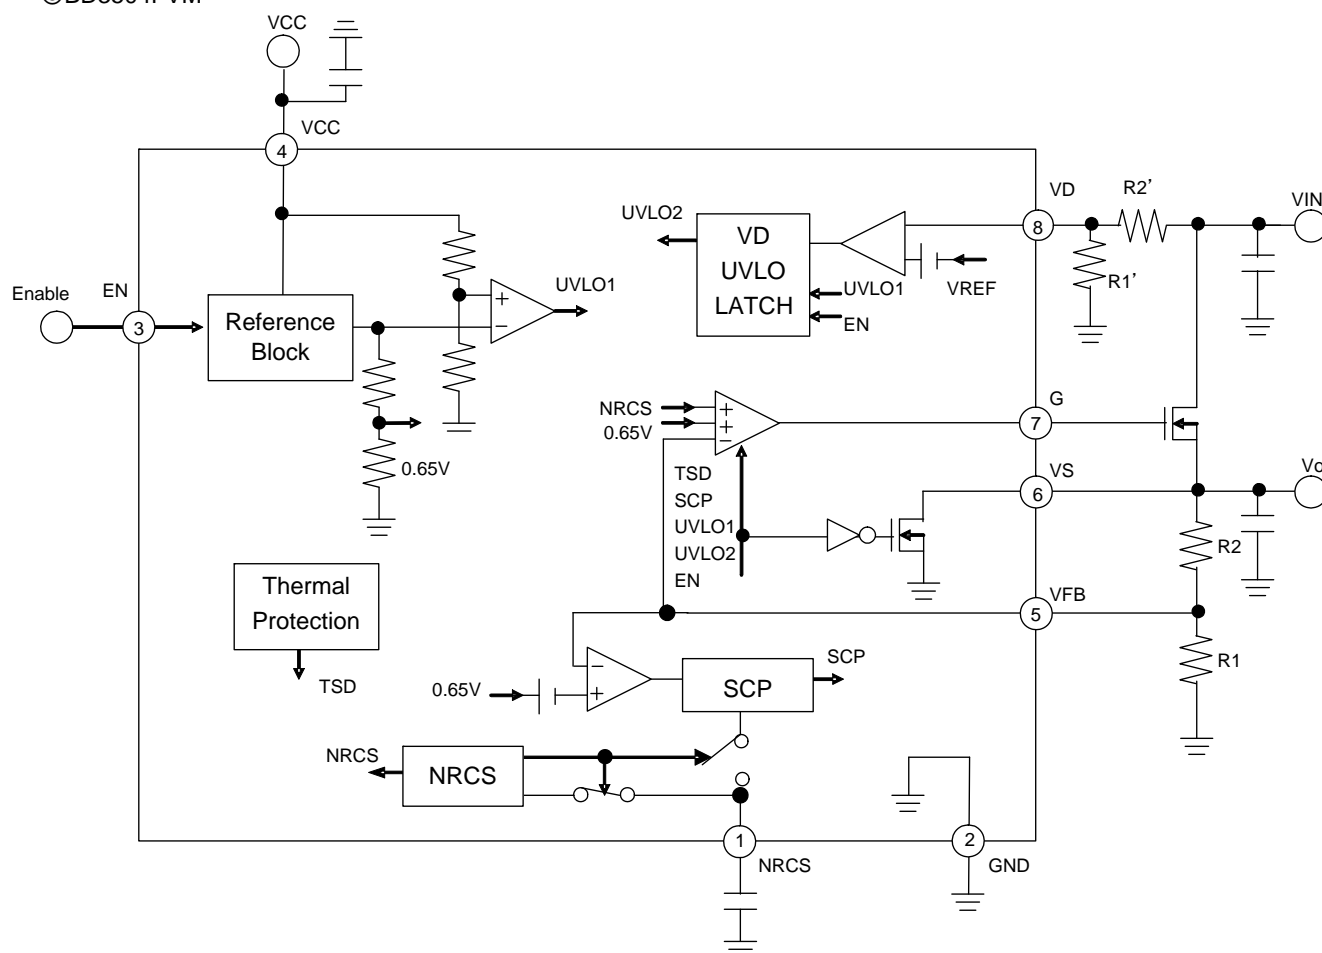 VCC
VCC
4
VD
R2’
VIN
UVLO2
VD
UVLO
LATCH
8
R1’
UVLO1
EN
VREF
Enable
EN
3
Reference
Block
+
−
UVLO1
0.65V
NRCS
0.65V
+
+
−
G
7
TSD
SCP
UVLO1
UVLO2
EN
VS
6
Vo
R2
VFB
5
R1
Thermal
Protection
TSD
0.65V
−
+
SCP
SCP
NRCS
NRCS
1
NRCS
2
GND